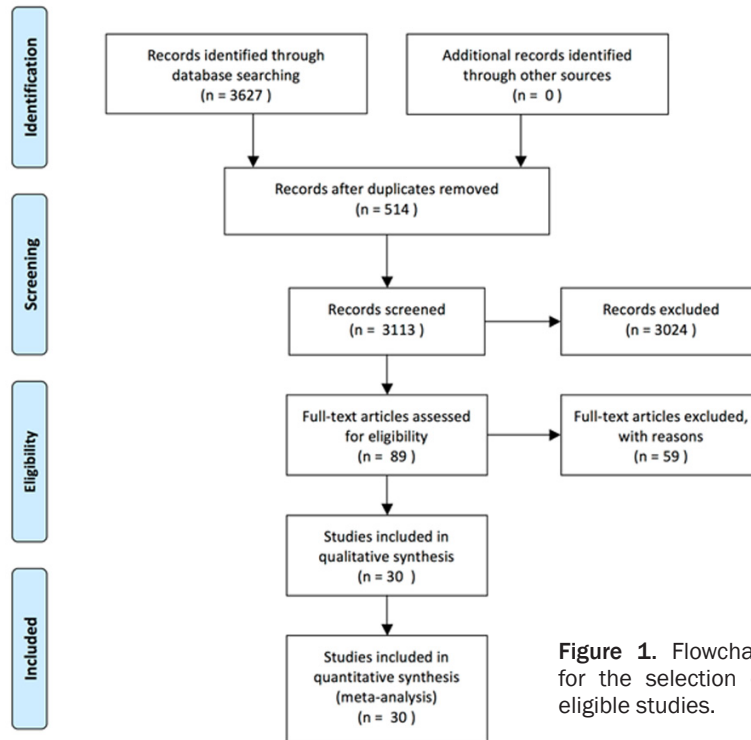 Identification
Records identified through
database searching
(n = 3627)
Additional records identified
through other sources
(n = 0)
Records after duplicates removed
(n = 514 )
Screening
Records screened
(n = 3113)
Records excluded
(n = 3024)
Eligibility
Full-text articles assessed
for eligibility
(n = 89 )
Full-text articles excluded,
with reasons
(n = 59 )
Studies included in
qualitative synthesis
(n = 30 )
Included
Studies included in
quantitative synthesis
(meta-analysis)
(n = 30 )
Figure 1.
for the selection
eligible studies.